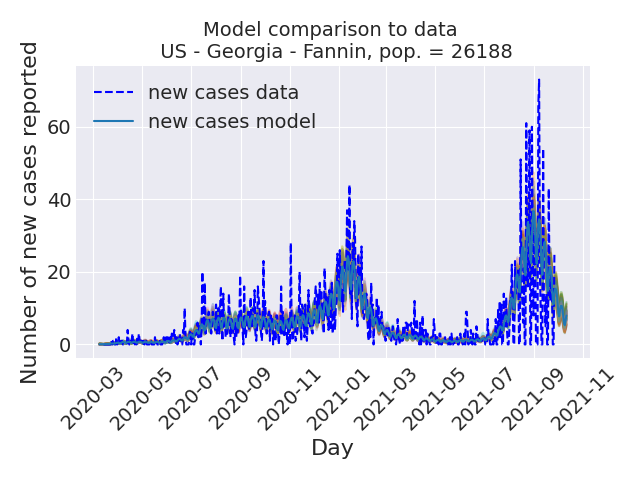 Model comparison to data
US - Georgia - Fannin, pop. = 26188
new cases data
new cases model
Number of new cases reported
60
40
20
0
2020-03
2020-05
2020-07
2020-09
2020-11
2021-01
2021-03
2021-05
2021-07
2021-09
2021-11
Day